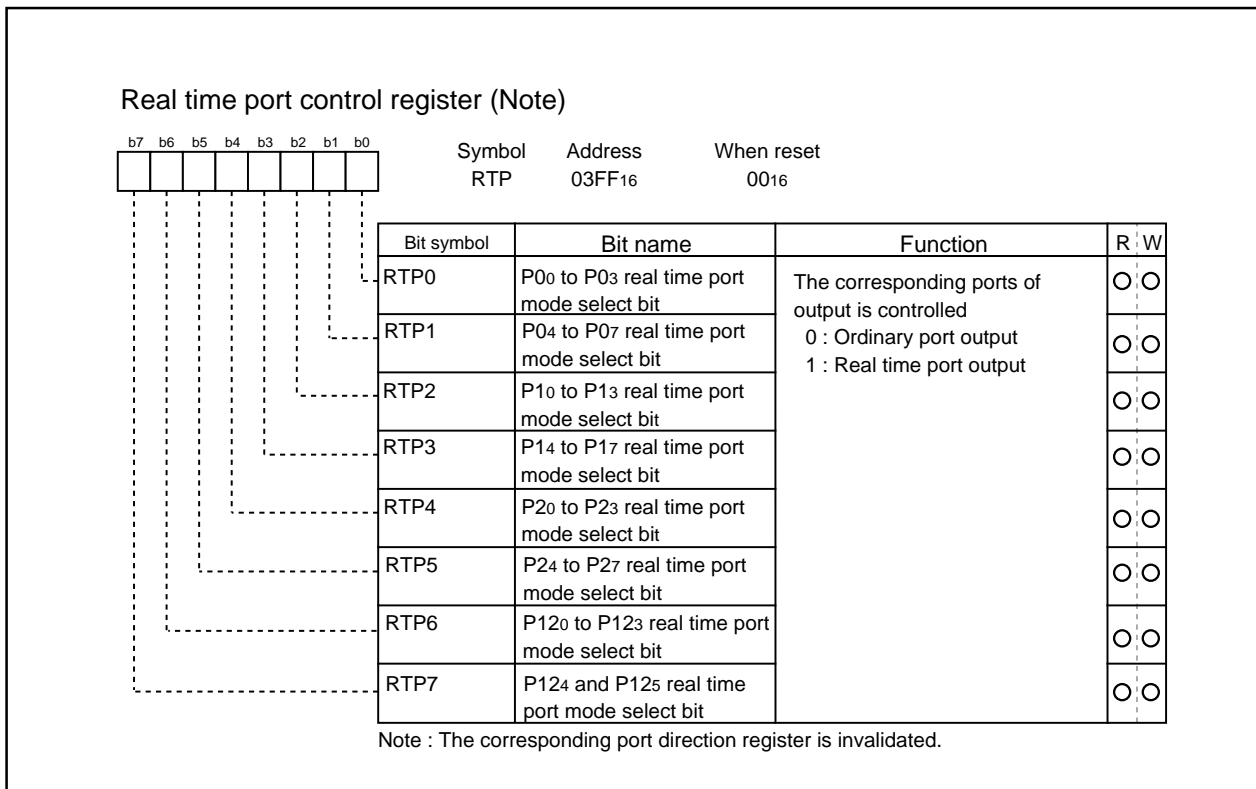 Real time port control register (Note)
b7 b6 b5 b4 b3 b2 b1 b0
Symbol Address When reset
RTP 03FF16 0016
Bit symbol Bit name Function R W
RTP0 P00 to P03 real time port
mode select bit
The corresponding ports of
output is controlled
0 : Ordinary port output
1 : Real time port output
RTP1 P04 to P07 real time port
mode select bit
RTP2 P10 to P13 real time port
mode select bit
RTP3 P14 to P17 real time port
mode select bit
RTP4 P20 to P23 real time port
mode select bit
RTP5 P24 to P27 real time port
mode select bit
RTP6 P120 to P123 real time port
mode select bit
RTP7 P124 and P125 real time
port mode select bit
Note : The corresponding port direction register is invalidated.